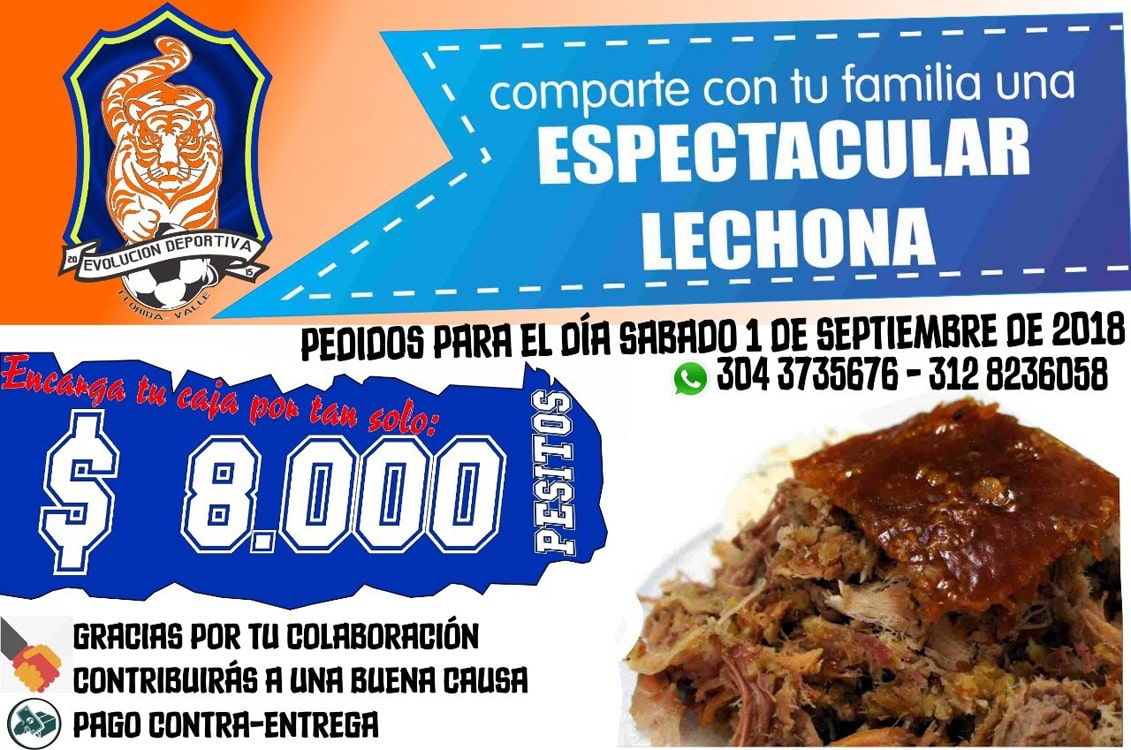 EVOLUCION DEPORTIVA
20 15
FLORIDA - VALLE
comparte con tu familia una
ESPECTACULAR
LECHONA
PEDIDOS PARA EL DÍA SABADO 1 DE SEPTIEMBRE DE 2018
304 3735676 - 312 8236058
Encarga tu caja por tan solo:
$ 8.000
PESITOS
GRACIAS POR TU COLABORACIÓN
CONTRIBUIRÁS A UNA BUENA CAUSA
PAGO CONTRA-ENTREGA